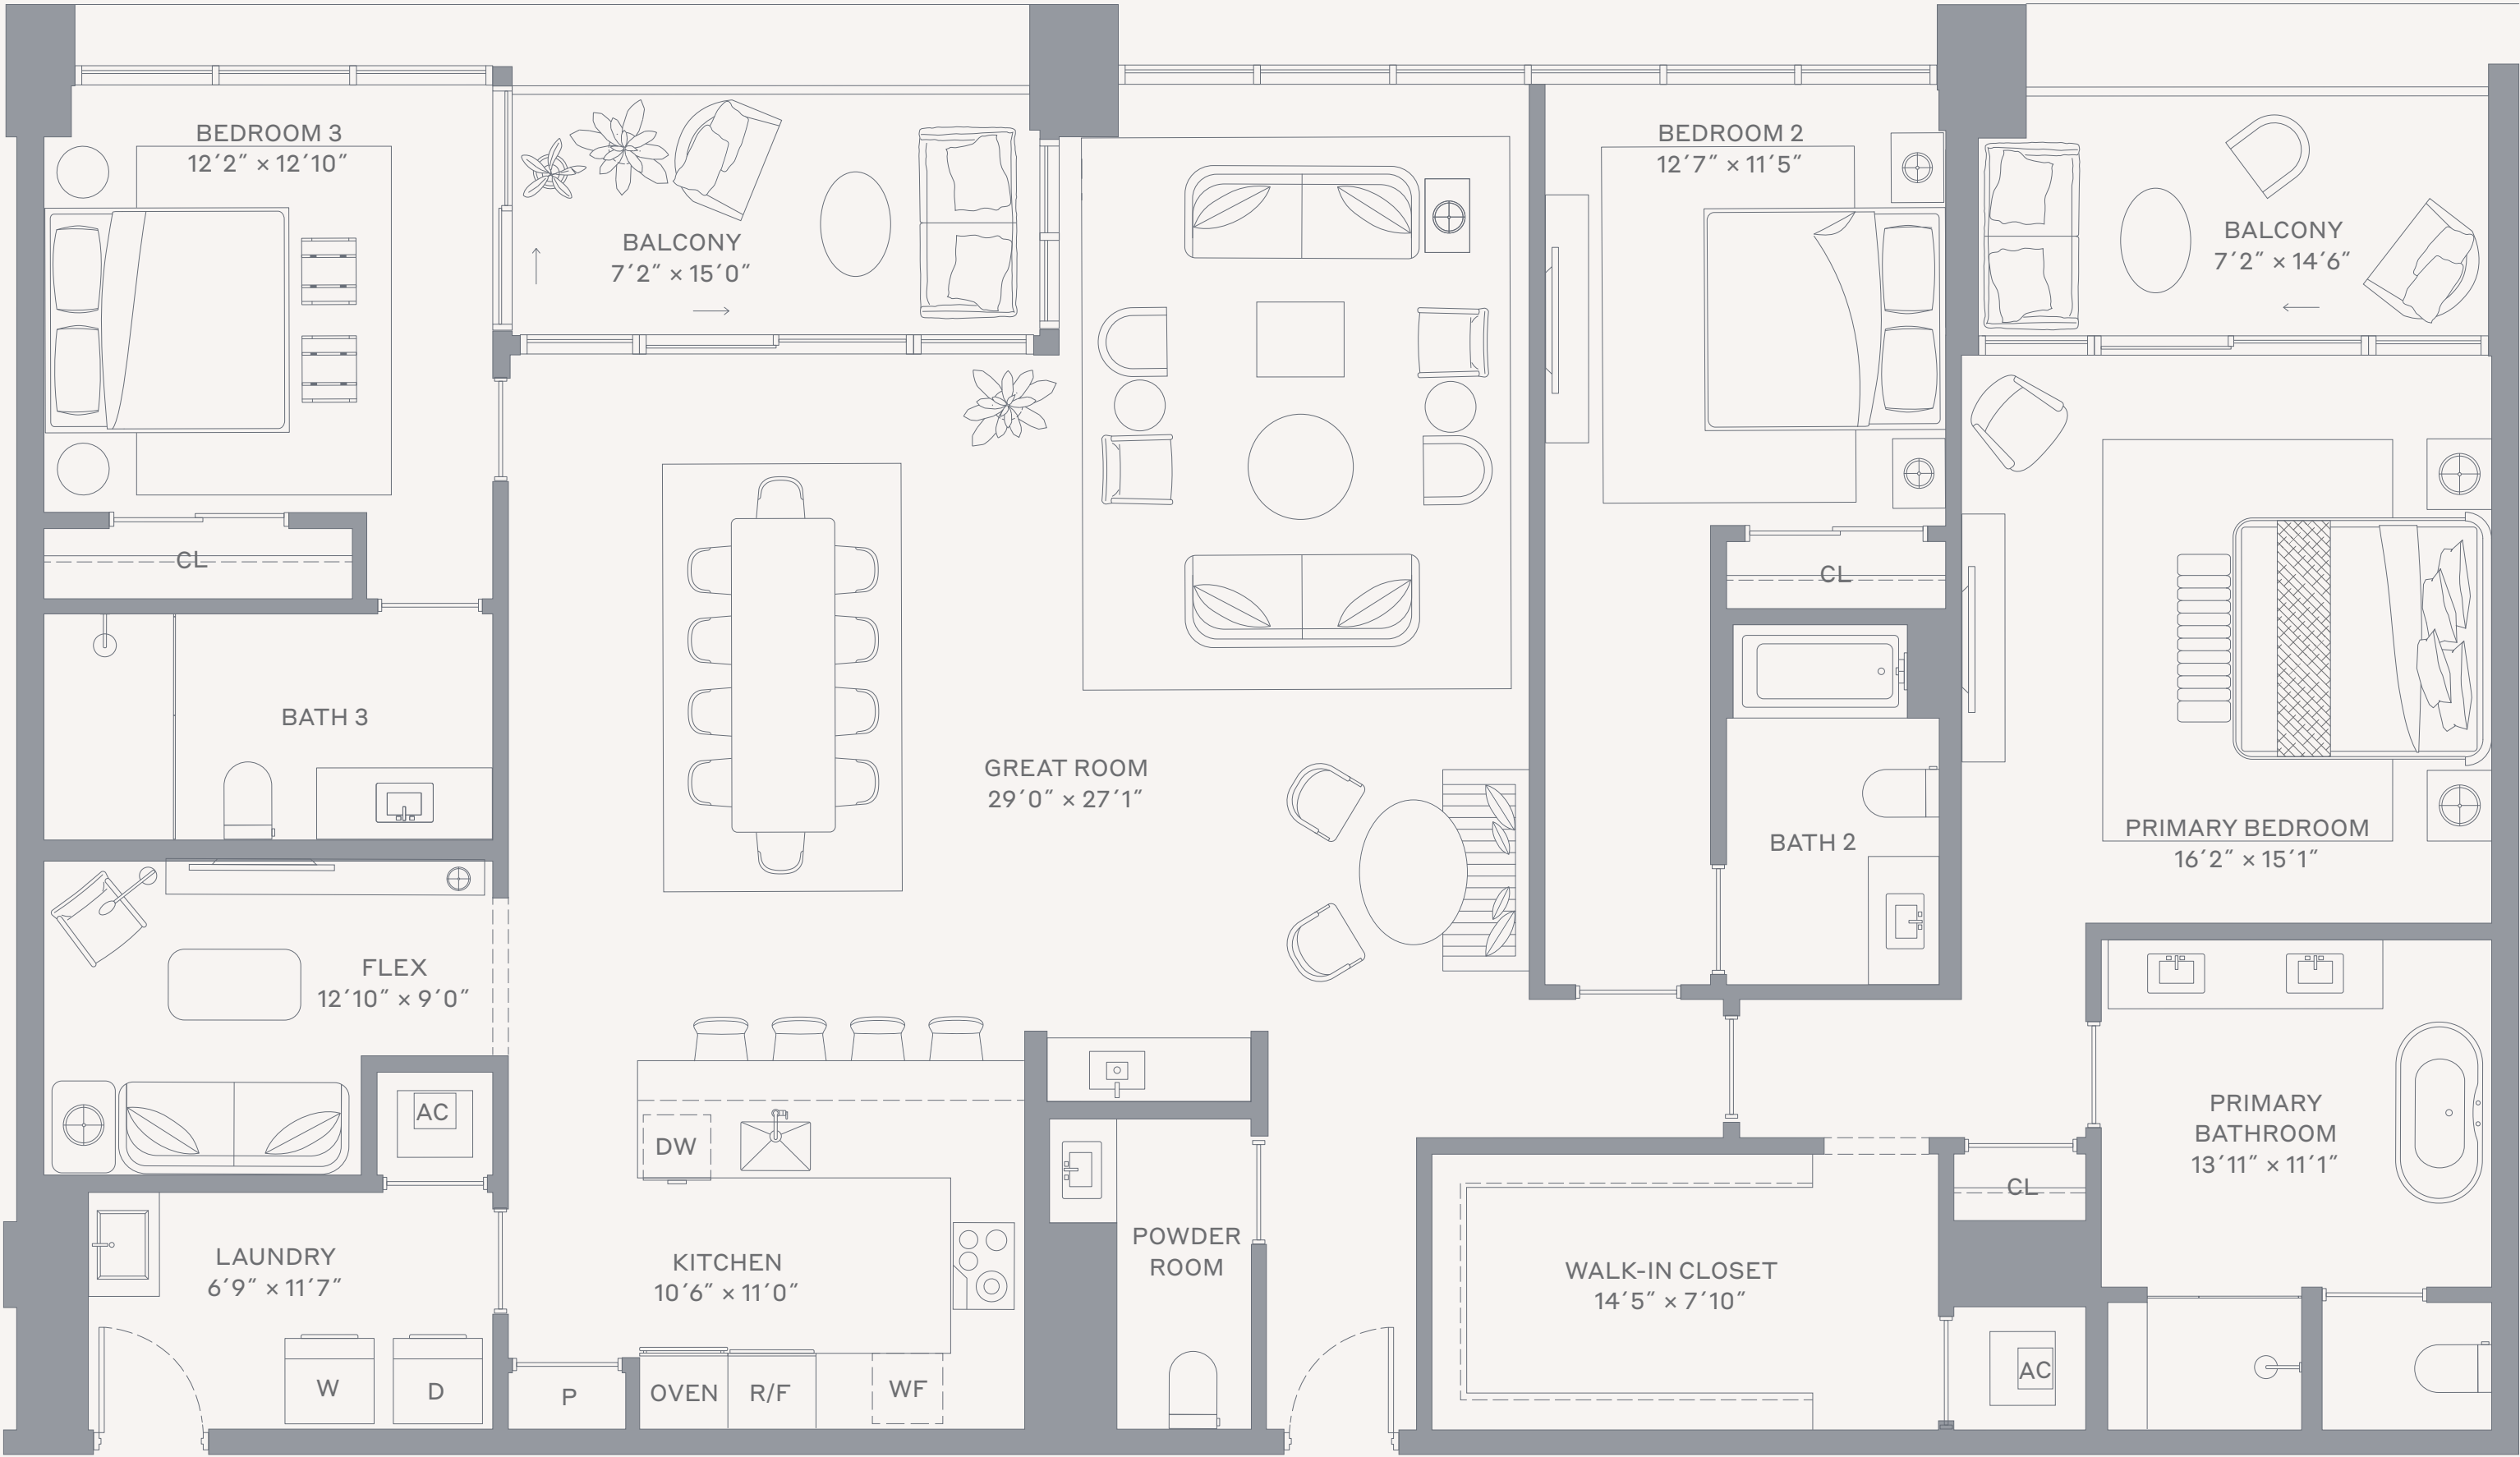 BEDROOM 3
12′2″ × 12′10″
BALCONY
7′2″ × 15′0″
BEDROOM 2
12′7″ × 11′5″
BALCONY
7′2″ × 14′6″
CL
CL
BATH 3
GREAT ROOM
29′0″ × 27′1″
BATH 2
PRIMARY BEDROOM
16′2″ × 15′1″
FLEX
12′10″ × 9′0″
AC
DW
PRIMARY
BATHROOM
13′11″ × 11′1″
CL
LAUNDRY
6′9″ × 11′7″
KITCHEN
10′6″ × 11′0″
POWDER
ROOM
WALK-IN CLOSET
14′5″ × 7′10″
AC
W
D
P
OVEN
R/F
WF